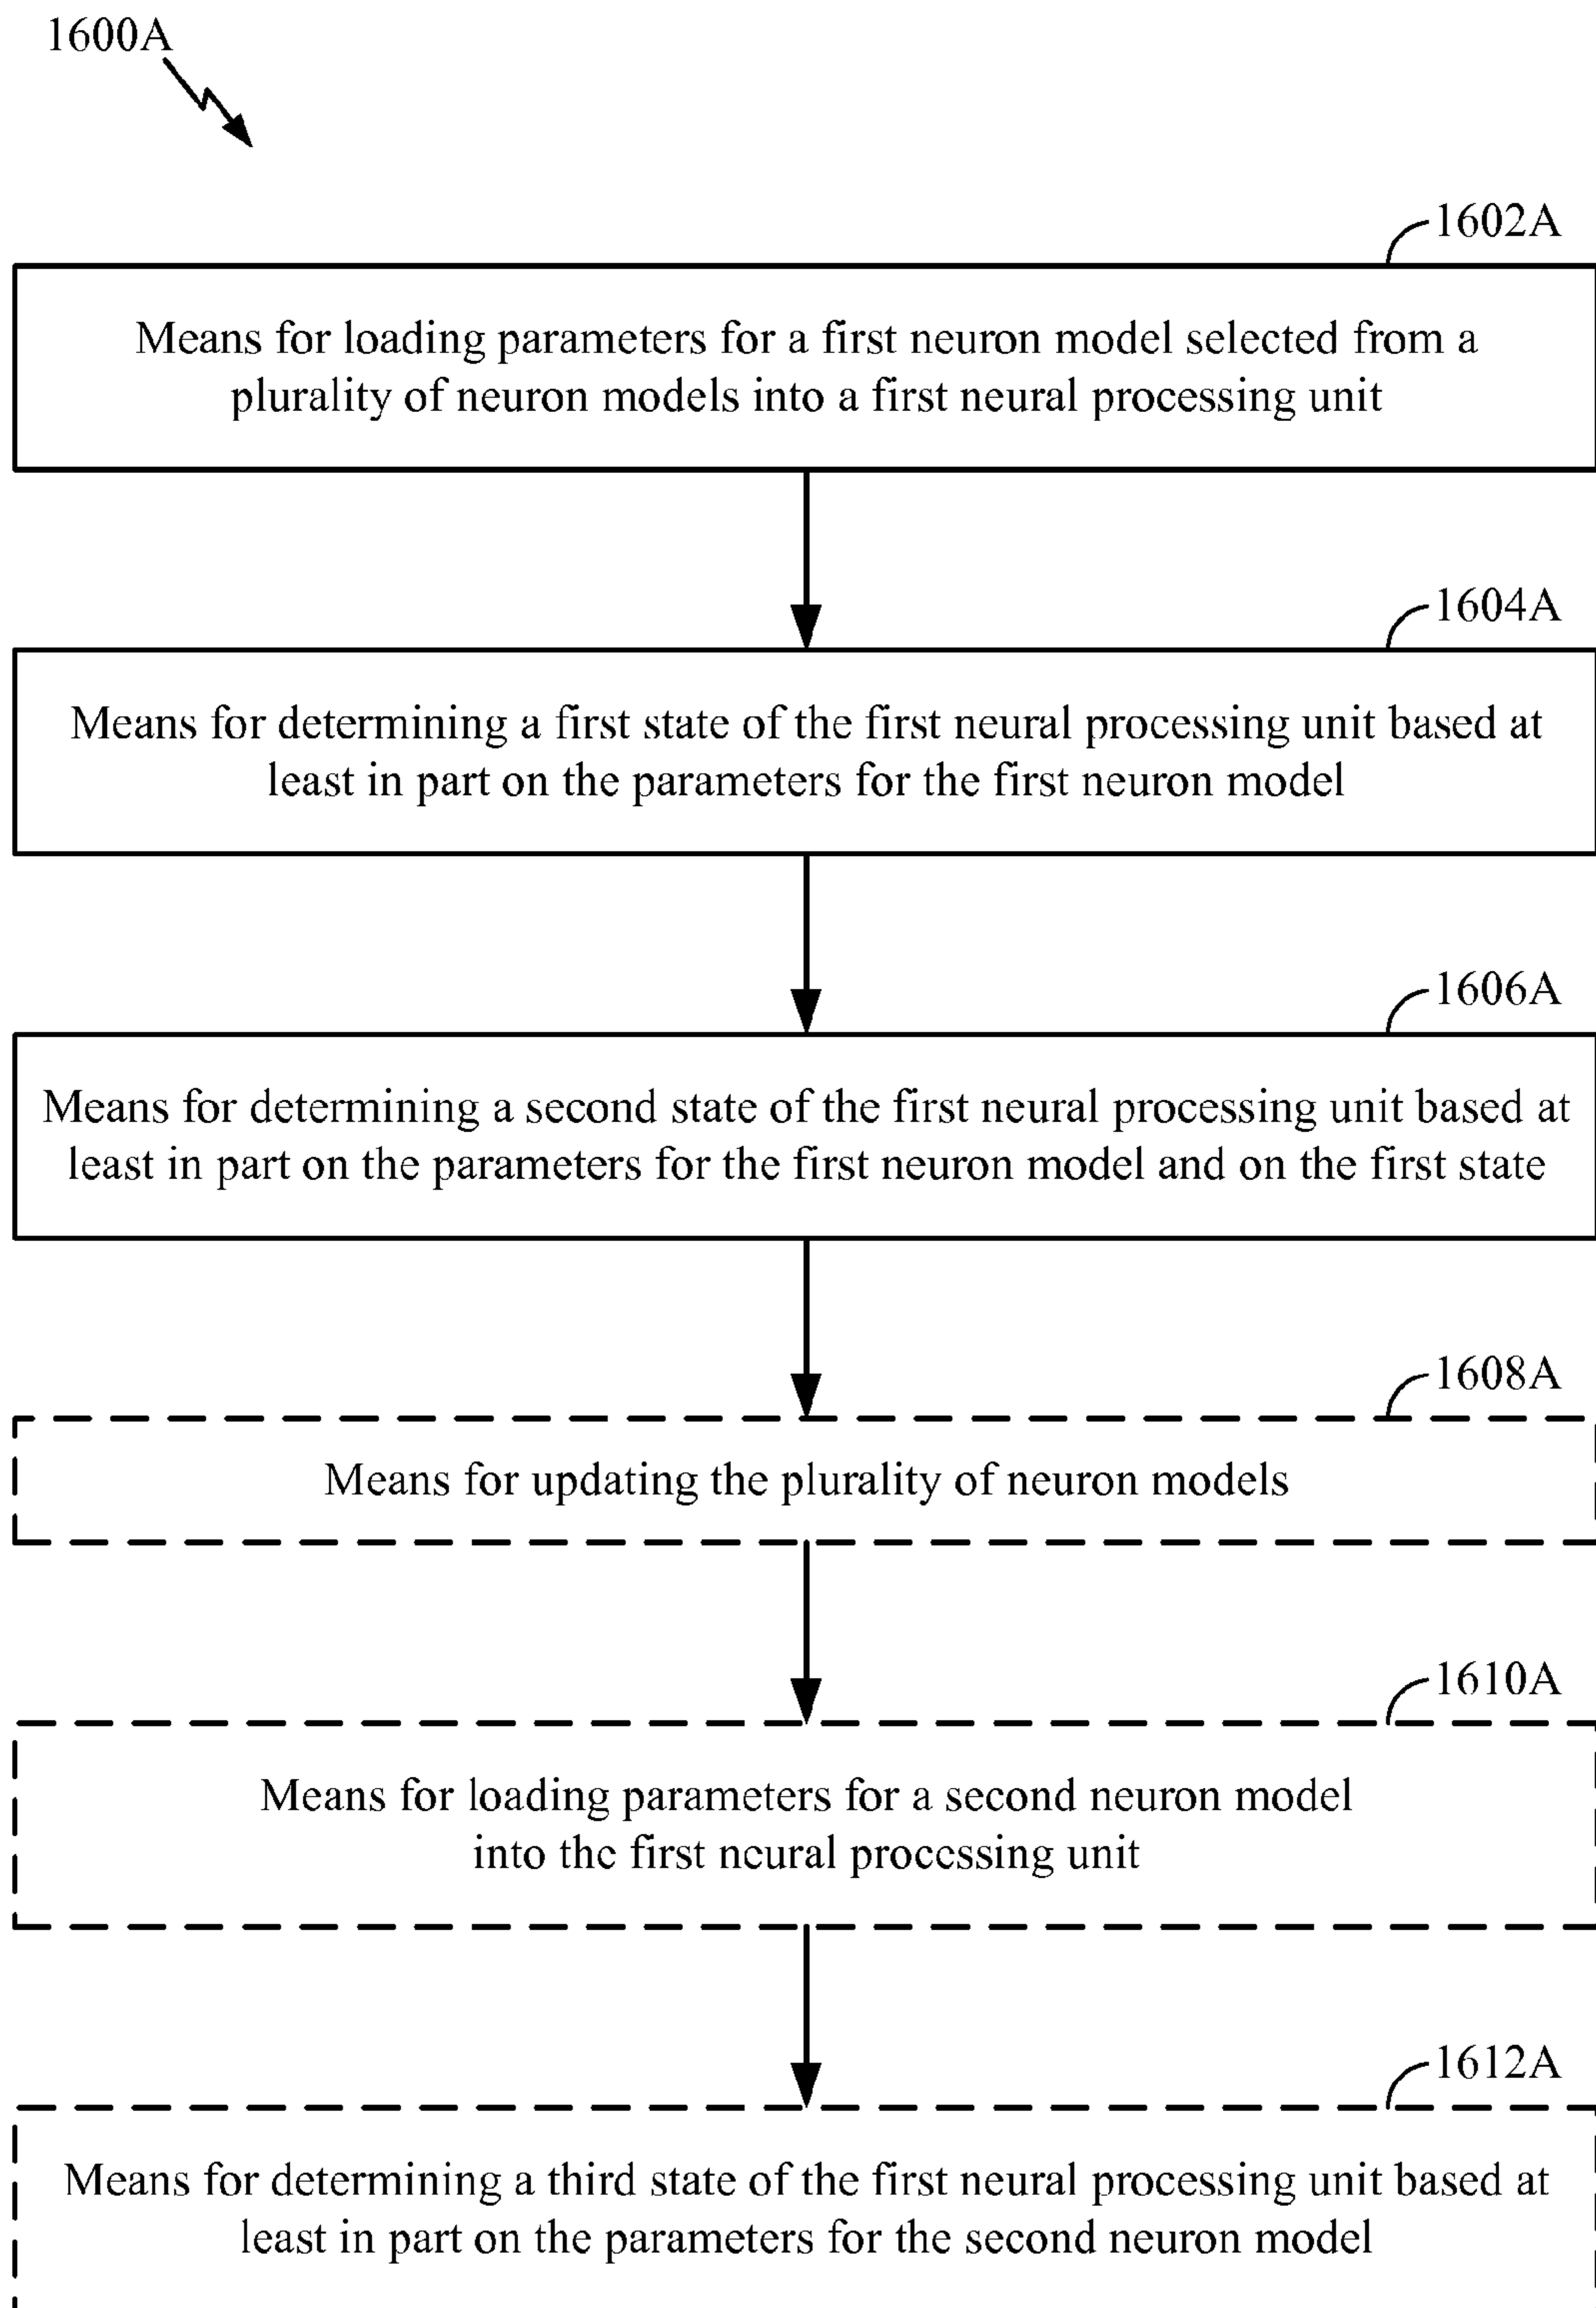 1600A
1602A
Means for loading parameters for a first neuron model selected from a
plurality of neuron models into a first neural processing unit
1604A
Means for determining a first state of the first neural processing unit based at
least in part on the parameters for the first neuron model
1606A
Means for determining a second state of the first neural processing unit based at
least in part on the parameters for the first neuron model and on the first state
1608A
Means for updating the plurality of neuron models
1610A
Means for loading parameters for a second neuron model
into the first neural processing unit
1612A
Means for determining a third state of the first neural processing unit based at
least in part on the parameters for the second neuron model